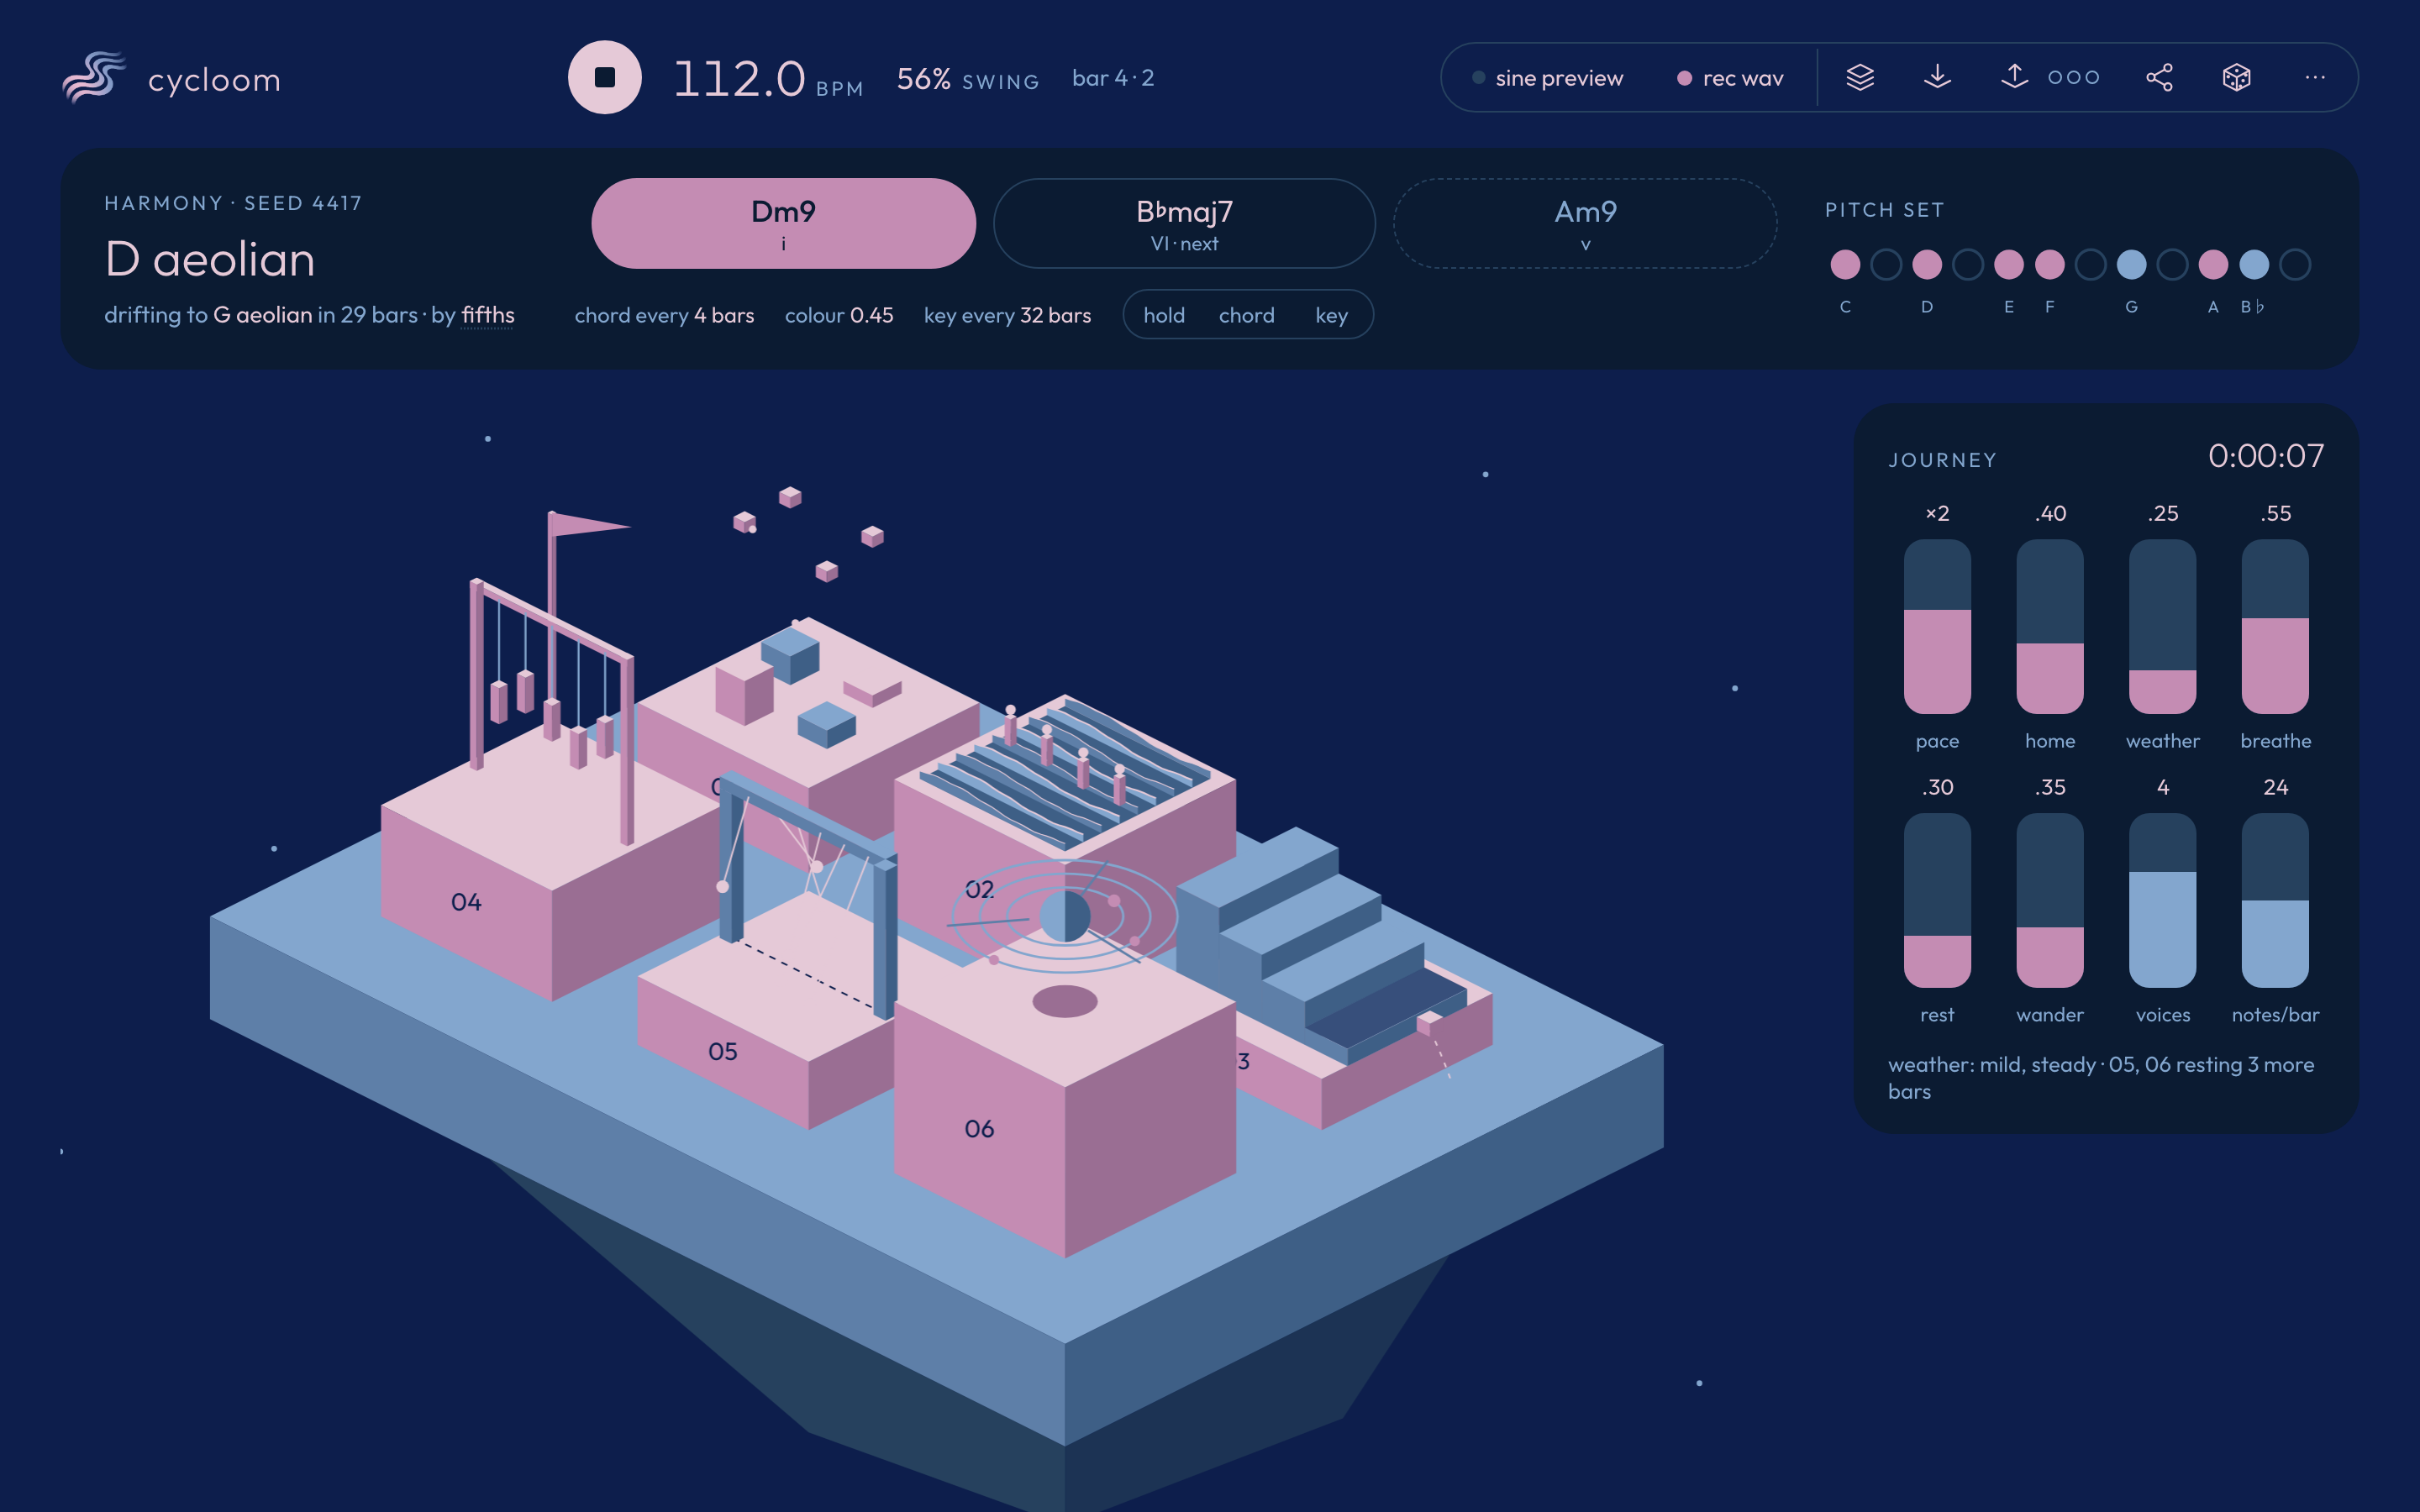 cycloom
112.0 BPM 56% SWING bar 4·2
sine preview rec wav
HARMONY · SEED 4417
D aeolian
drifting to G aeolian in 29 bars · by fifths
Dm9
i
B♭maj7
VI · next
Am9
v
chord every 4 bars colour 0.45 key every 32 bars hold chord key
PITCH SET
C D E F G A B♭
JOURNEY 0:00:07
×2 .40 .25 .55
pace home weather breathe
.30 .35 4 24
rest wander voices notes/bar
weather: mild, steady · 05, 06 resting 3 more
bars
02
04
05
3
06